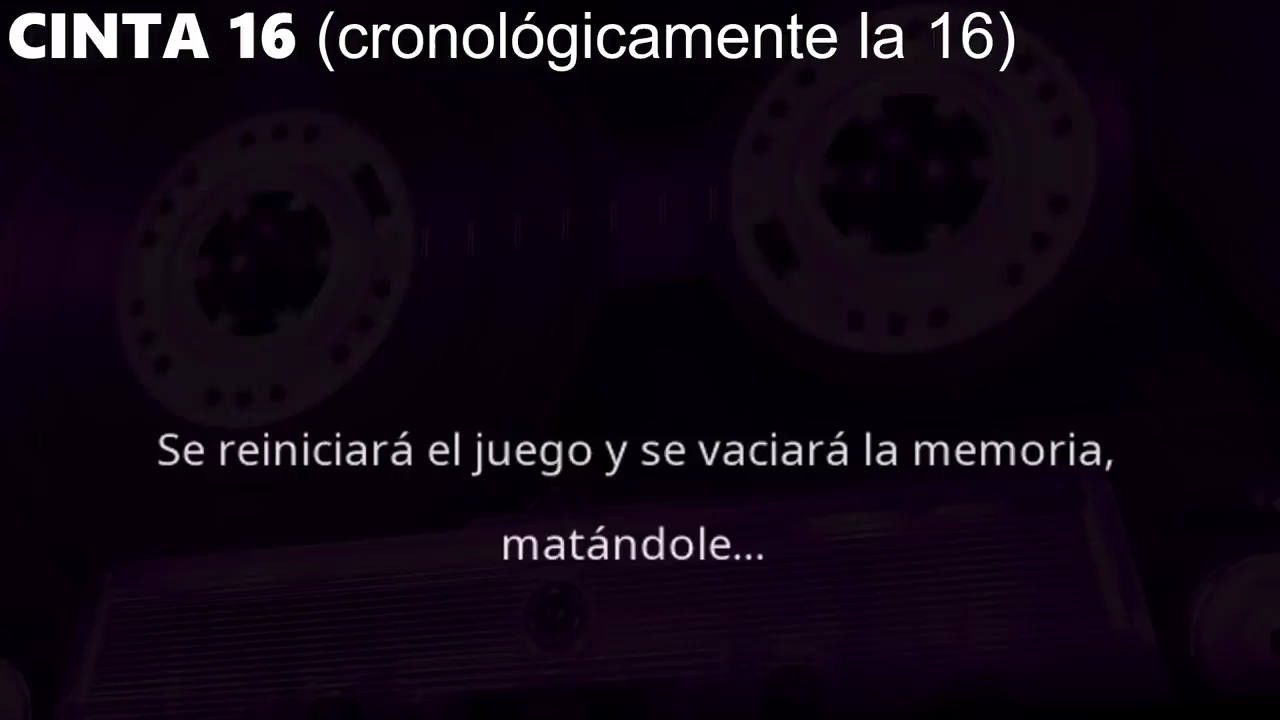 CINTA 16 (cronológicamente la 16)
Se reiniciará el juego y se vaciará la memoria,
matándole...